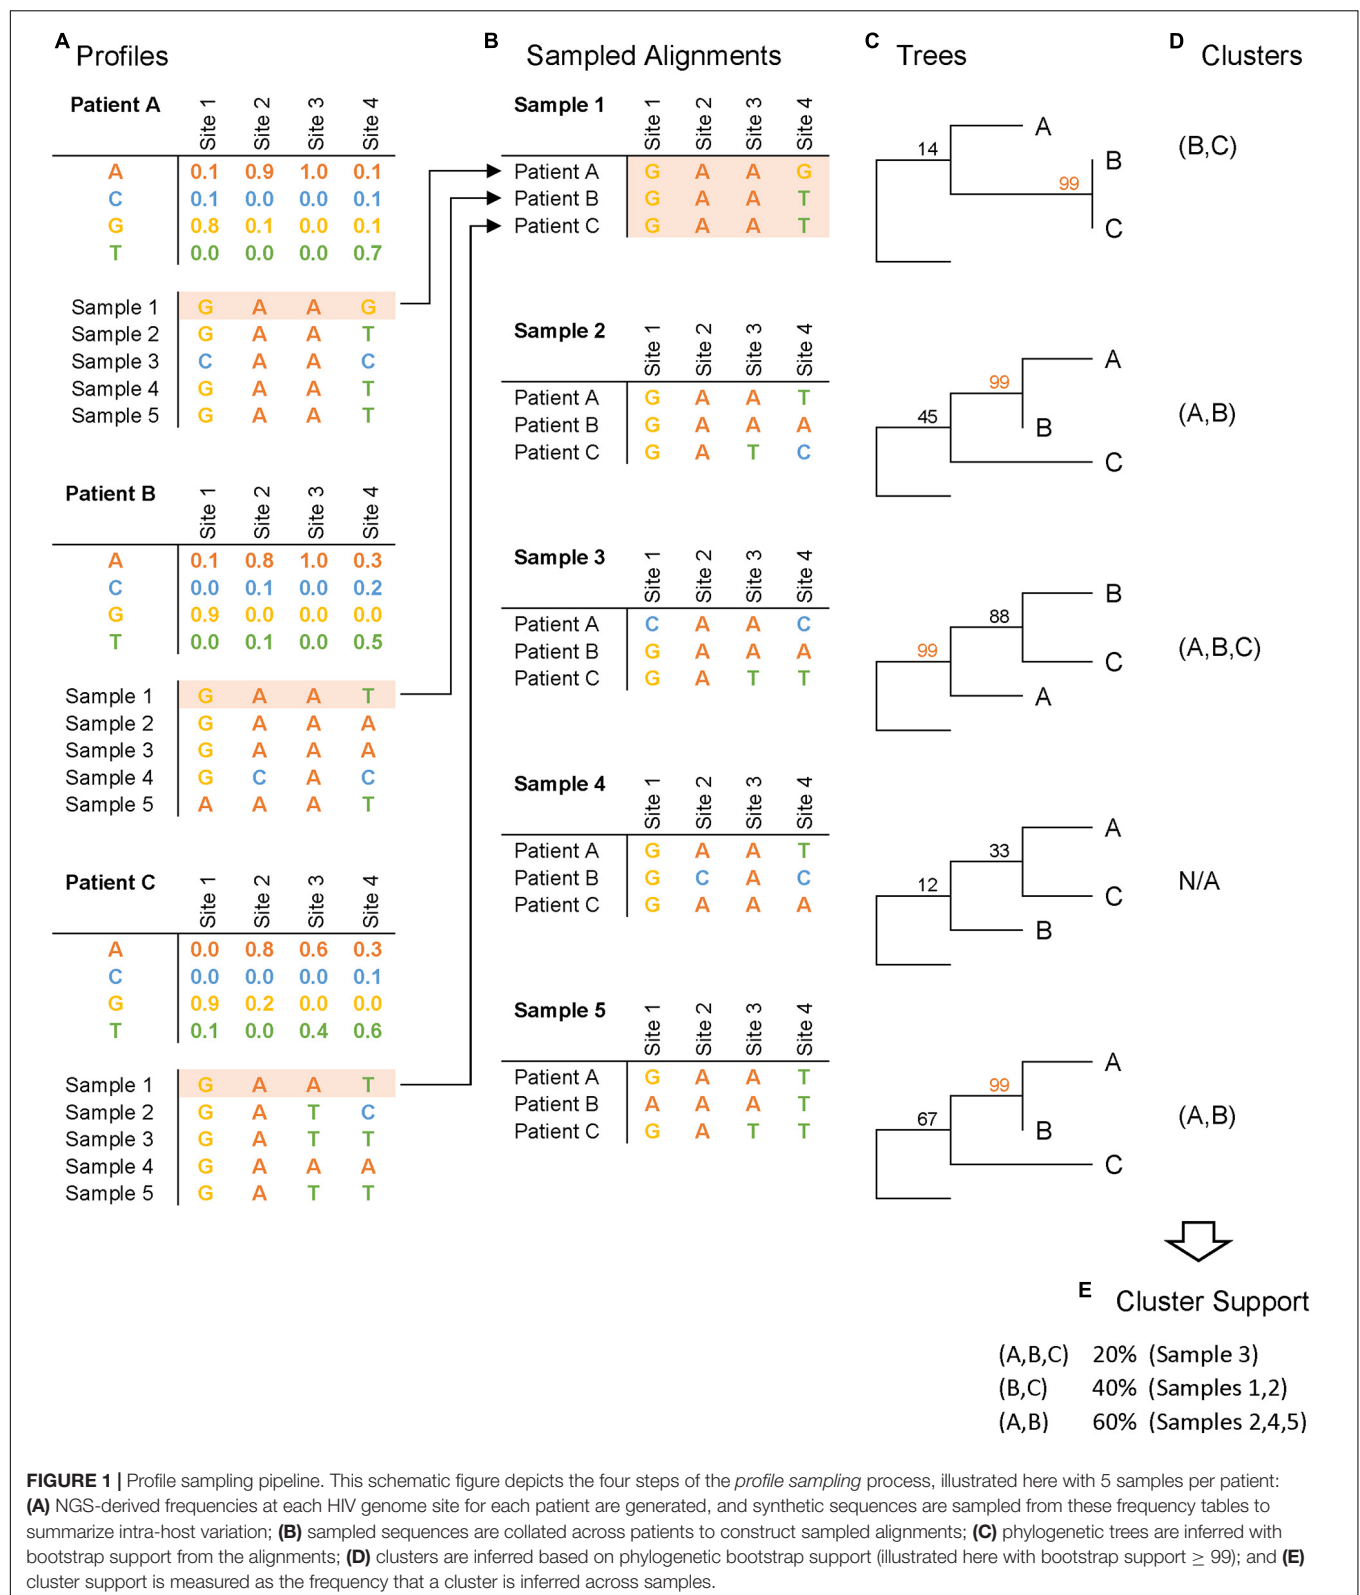 A Profiles
Patient A Site 1 Site 2 Site 3 Site 4
A 0.1 0.9 1.0 0.1
C 0.1 0.0 0.0 0.1
G 0.8 0.1 0.0 0.1
T 0.0 0.0 0.0 0.7
Sample 1 G A A G
Sample 2 G A A T
Sample 3 C A A C
Sample 4 G A A T
Sample 5 G A A T
Patient B Site 1 Site 2 Site 3 Site 4
A 0.1 0.8 1.0 0.3
C 0.0 0.1 0.0 0.2
G 0.9 0.0 0.0 0.0
T 0.0 0.1 0.0 0.5
Sample 1 G A A T
Sample 2 G A A A
Sample 3 G A A A
Sample 4 G C A C
Sample 5 A A A T
Patient C Site 1 Site 2 Site 3 Site 4
A 0.0 0.8 0.6 0.3
C 0.0 0.0 0.0 0.1
G 0.9 0.2 0.0 0.0
T 0.1 0.0 0.4 0.6
Sample 1 G A A T
Sample 2 G A T C
Sample 3 G A T T
Sample 4 G A A A
Sample 5 G A T T
B Sampled Alignments
Sample 1 Site 1 Site 2 Site 3 Site 4
Patient A G A A G
Patient B G A A T
Patient C G A A T
Sample 2 Site 1 Site 2 Site 3 Site 4
Patient A G A A T
Patient B G A A A
Patient C G A T C
Sample 3 Site 1 Site 2 Site 3 Site 4
Patient A C A A C
Patient B G A A A
Patient C G A T T
Sample 4 Site 1 Site 2 Site 3 Site 4
Patient A G A A T
Patient B G C A C
Patient C G A A A
Sample 5 Site 1 Site 2 Site 3 Site 4
Patient A G A A T
Patient B A A A T
Patient C G A T T
C Trees
A
14
B
99
C
A
99
45
B
C
B
88
99
C
A
A
33
12
C
B
A
99
67
B
C
D Clusters
(B,C)
(A,B)
(A,B,C)
N/A
(A,B)
E Cluster Support
(A,B,C) 20% (Sample 3)
(B,C) 40% (Samples 1,2)
(A,B) 60% (Samples 2,4,5)
FIGURE 1 | Profile sampling pipeline. This schematic figure depicts the four steps of the profile sampling process, illustrated here with 5 samples per patient:
(A) NGS-derived frequencies at each HIV genome site for each patient are generated, and synthetic sequences are sampled from these frequency tables to
summarize intra-host variation; (B) sampled sequences are collated across patients to construct sampled alignments; (C) phylogenetic trees are inferred with
bootstrap support from the alignments; (D) clusters are inferred based on phylogenetic bootstrap support (illustrated here with bootstrap support ≥ 99); and (E)
cluster support is measured as the frequency that a cluster is inferred across samples.